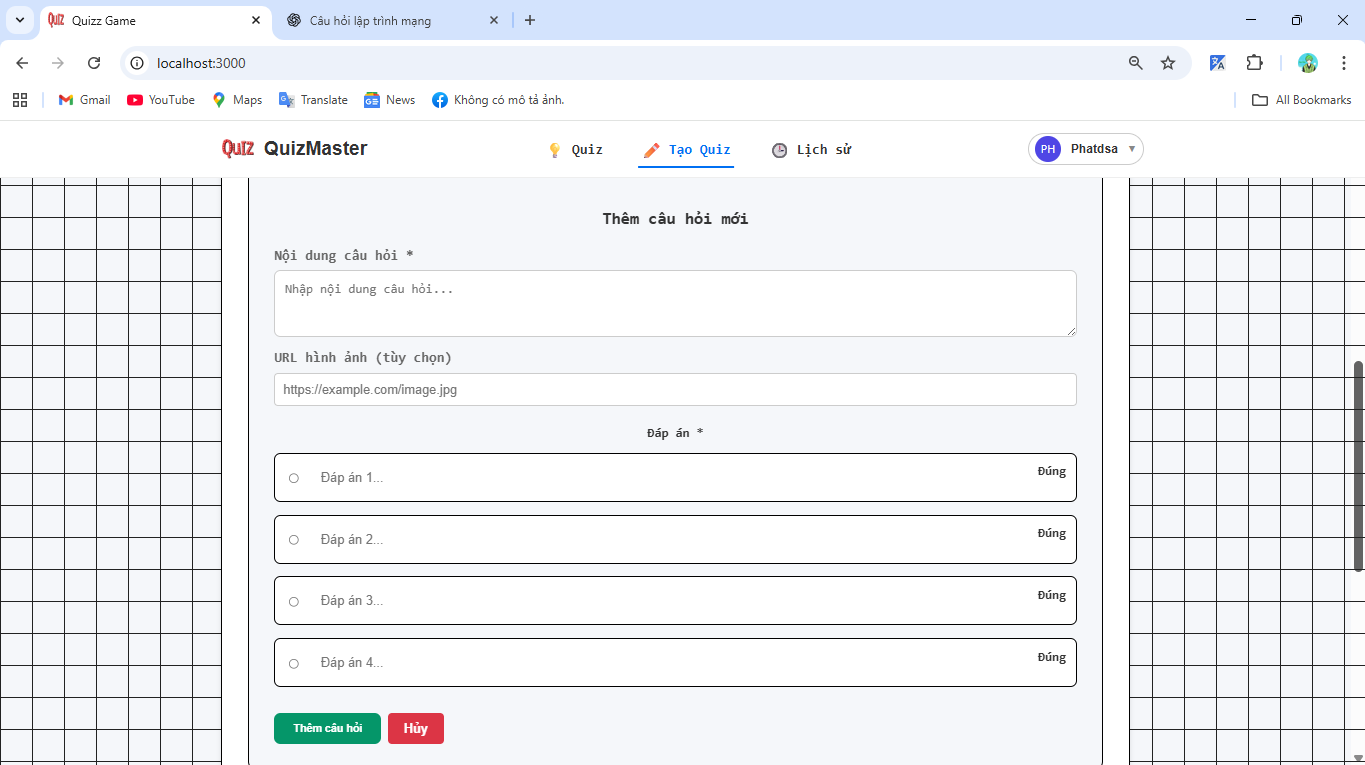 QUIZ Quizz Game
Câu hỏi lập trình mạng
localhost:3000
Gmail YouTube Maps Translate News Không có mô tả ảnh. All Bookmarks
QUIZ QuizMaster Quiz Tạo Quiz Lịch sử PH Phatdsa
Thêm câu hỏi mới
Nội dung câu hỏi *
Nhập nội dung câu hỏi...
URL hình ảnh (tùy chọn)
https://example.com/image.jpg
Đáp án *
Đáp án 1... Đúng
Đáp án 2... Đúng
Đáp án 3... Đúng
Đáp án 4... Đúng
Thêm câu hỏi Hủy